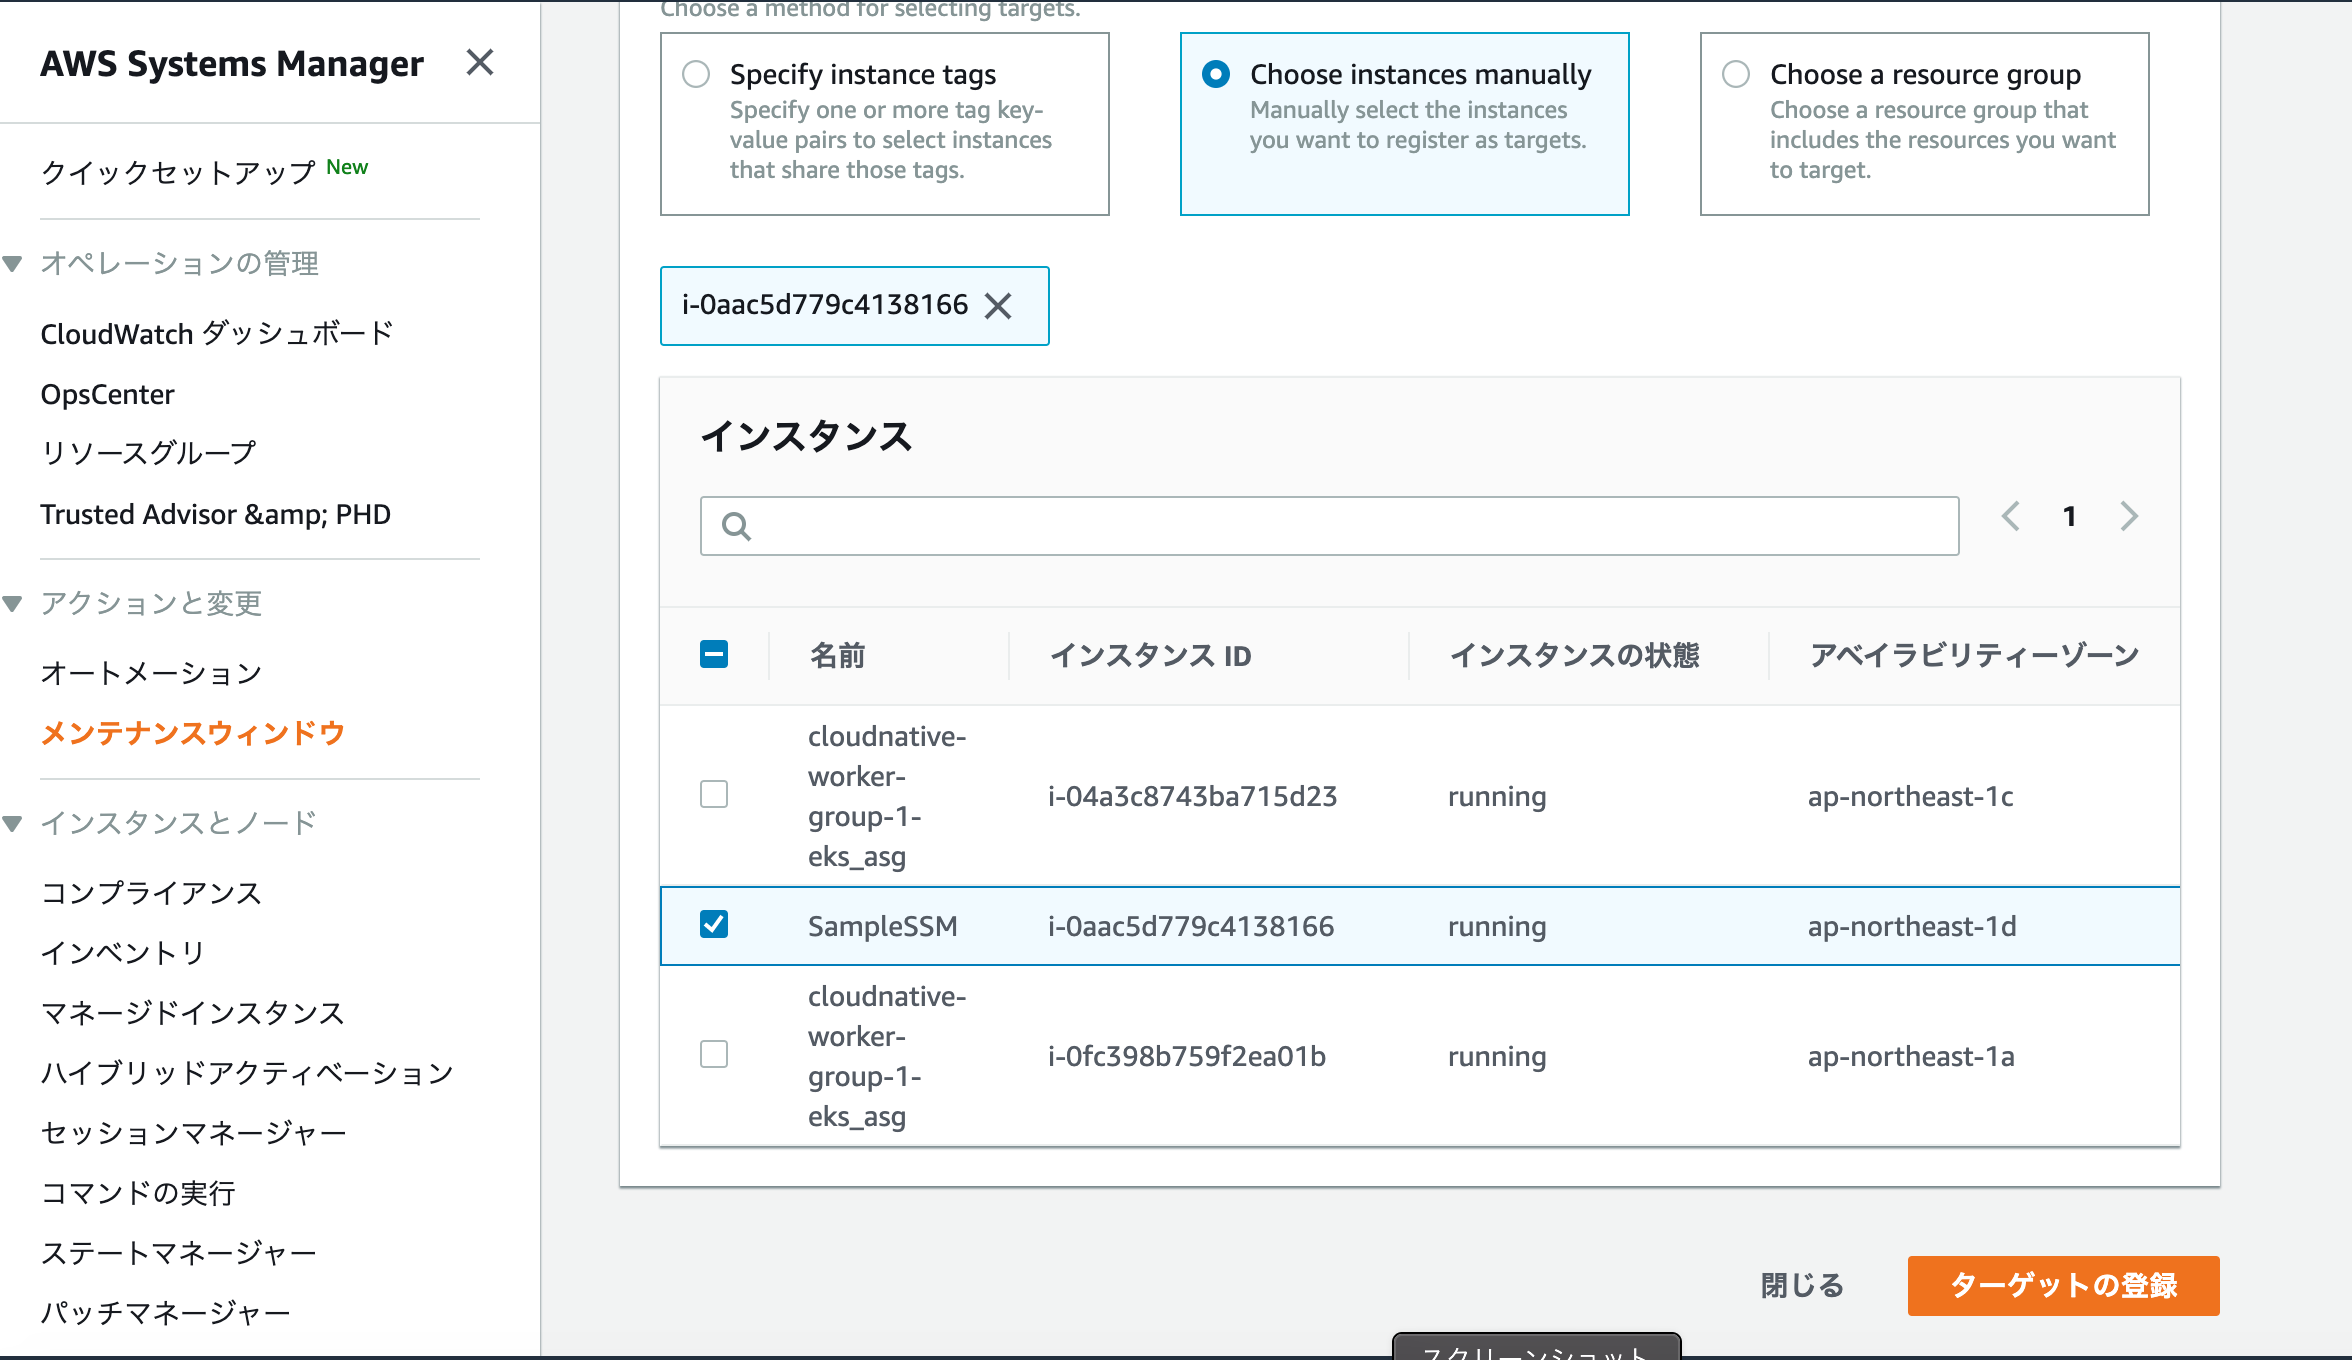 AWS Systems Manager
クイックセットアップ New
オペレーションの管理
CloudWatch ダッシュボード
OpsCenter
リソースグループ
Trusted Advisor &amp; PHD
アクションと変更
オートメーション
メンテナンスウィンドウ
インスタンスとノード
コンプライアンス
インベントリ
マネージドインスタンス
ハイブリッドアクティベーション
セッションマネージャー
コマンドの実行
ステートマネージャー
パッチマネージャー
Choose a method for selecting targets.
Specify instance tags
Specify one or more tag key-
value pairs to select instances
that share those tags.
Choose instances manually
Manually select the instances
you want to register as targets.
Choose a resource group
Choose a resource group that
includes the resources you want
to target.
i-0aac5d779c4138166
インスタンス
1
名前 インスタンス ID インスタンスの状態 アベイラビリティーゾーン
cloudnative-
worker-
group-1-
eks_asg
i-04a3c8743ba715d23 running ap-northeast-1c
SampleSSM i-0aac5d779c4138166 running ap-northeast-1d
cloudnative-
worker-
group-1-
eks_asg
i-0fc398b759f2ea01b running ap-northeast-1a
閉じる ターゲットの登録
スクリーンショット